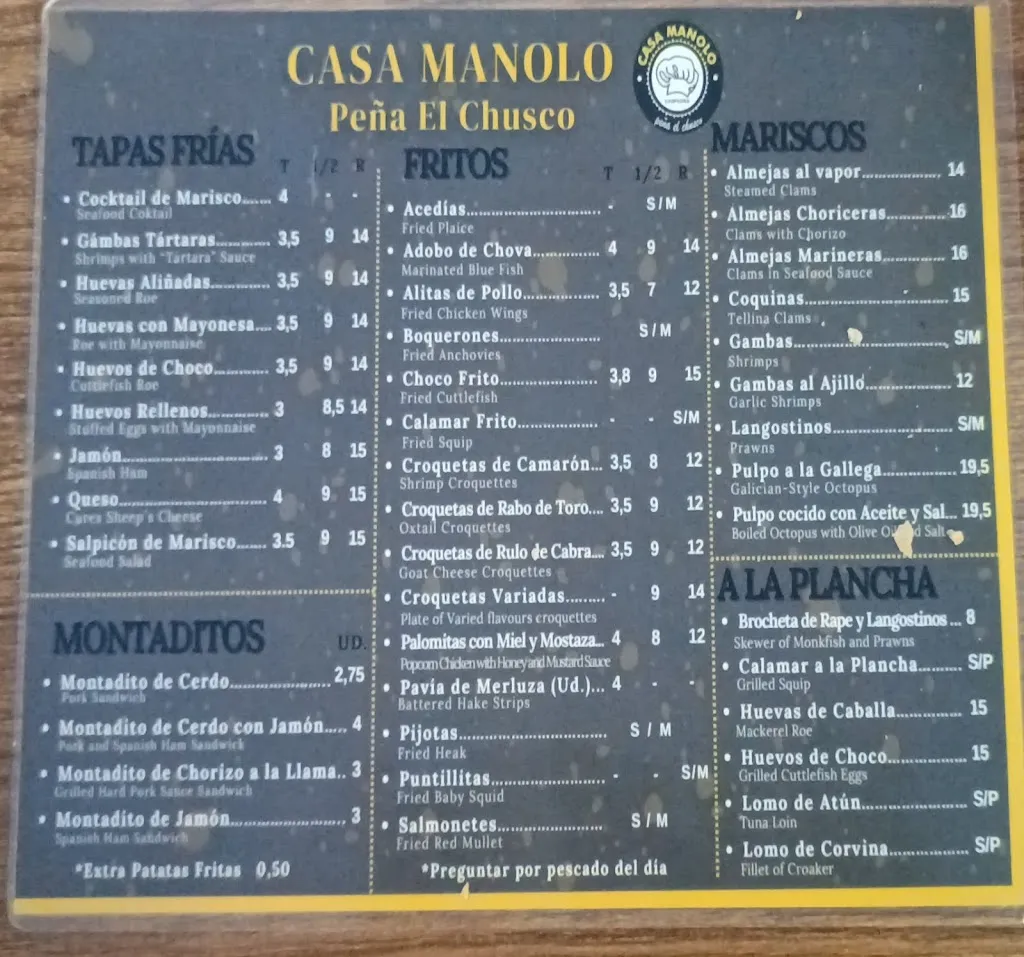 CASA MANOLO
Peña El Chusco
CASA MANOLO
peña el chusco
TAPAS FRÍAS T 1/2 R
• Cocktail de Marisco...... 4 - -
Seafood Coktail
• Gámbas Tártaras............ 3,5 9 14
Shrimps with "Tartara" Sauce
• Huevas Aliñadas............ 3,5 9 14
Seasoned Roe
• Huevas con Mayonesa.... 3,5 9 14
Roe with Mayonnaise
• Huevos de Choco............ 3,5 9 14
Cuttlefish Roe
• Huevos Rellenos............. 3 8,5 14
Stuffed Eggs with Mayonnaise
• Jamón.............................. 3 8 15
Spanish Ham
• Queso.............................. 4 9 15
Cures Sheep's Cheese
• Salpicón de Marisco....... 3.5 9 15
Seafood Salad
MONTADITOS UD.
• Montadito de Cerdo.................... 2,75
Pork Sandwich
• Montadito de Cerdo con Jamón..... 4
Pork and Spanish Ham Sandwich
• Montadito de Chorizo a la Llama.. 3
Grilled Hard Pork Sauce Sandwich
• Montadito de Jamón....................... 3
Spanish Ham Sandwich
*Extra Patatas Fritas 0,50
FRITOS T 1/2 R
• Acedías............................. - S/M
Fried Plaice
• Adobo de Chova................ 4 9 14
Marinated Blue Fish
• Alitas de Pollo................. 3,5 7 12
Fried Chicken Wings
• Boquerones...................... S/M
Fried Anchovies
• Choco Frito...................... 3,8 9 15
Fried Cuttlefish
• Calamar Frito.................. - - S/M
Fried Squip
• Croquetas de Camarón... 3,5 8 12
Shrimp Croquettes
• Croquetas de Rabo de Toro.... 3,5 9 12
Oxtail Croquettes
• Croquetas de Rulo de Cabra.... 3,5 9 12
Goat Cheese Croquettes
• Croquetas Variadas......... - 9 14
Plate of Varied flavours croquettes
• Palomitas con Miel y Mostaza... 4 8 12
Popcorn Chicken with Honey and Mustard Sauce
• Pavía de Merluza (Ud.)... 4 - -
Battered Hake Strips
• Pijotas.............................. S / M
Fried Heak
• Puntillitas........................ - - S/M
Fried Baby Squid
• Salmonetes....................... S / M
Fried Red Mullet
*Preguntar por pescado del día
MARISCOS
• Almejas al vapor.................... 14
Steamed Clams
• Almejas Choriceras............... 16
Clams with Chorizo
• Almejas Marineras................ 16
Clams in Seafood Sauce
• Coquinas................................ 15
Tellina Clams
• Gambas.................................. S/M
Shrimps
• Gambas al Ajillo.................... 12
Garlic Shrimps
• Langostinos........................... S/M
Prawns
• Pulpo a la Gallega................. 19,5
Galician-Style Octopus
• Pulpo cocido con Aceite y Sal... 19,5
Boiled Octopus with Olive Salt
A LA PLANCHA
• Brocheta de Rape y Langostinos ... 8
Skewer of Monkfish and Prawns
• Calamar a la Plancha.......... S/P
Grilled Squip
• Huevas de Caballa................ 15
Mackerel Roe
• Huevos de Choco.................. 15
Grilled Cuttlefish Eggs
• Lomo de Atún....................... S/P
Tuna Loin
• Lomo de Corvina.................. S/P
Fillet of Croaker